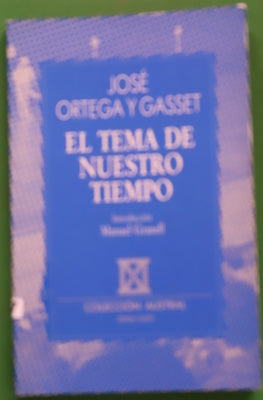 JOSÉ
ORTEGA Y GASSET
EL TEMA DE
NUESTRO
TIEMPO
Introducción
Manuel Granell
COLECCIÓN AUSTRAL